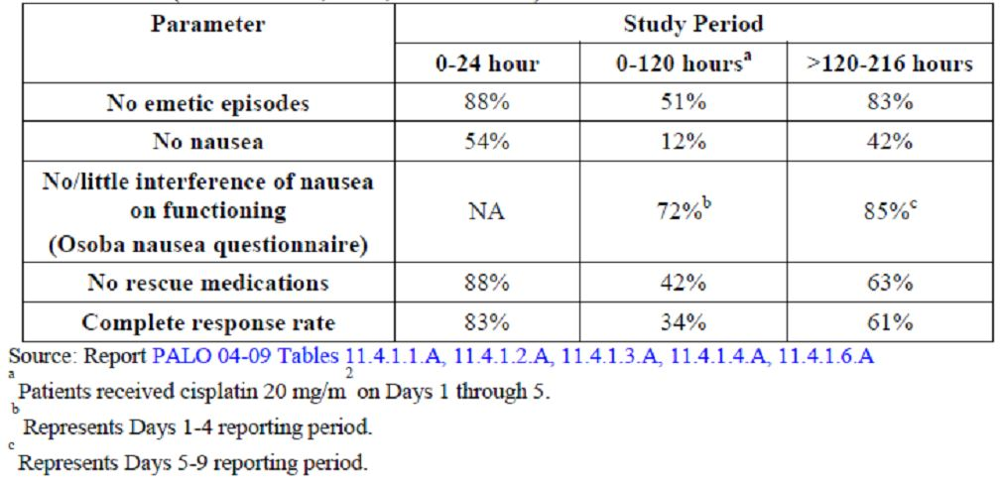 Parameter Study Period
0-24 hour 0-120 hours^a >120-216 hours
No emetic episodes 88% 51% 83%
No nausea 54% 12% 42%
No/little interference of nausea
on functioning NA 72%^b 85%^c
(Osoba nausea questionnaire)
No rescue medications 88% 42% 63%
Complete response rate 83% 34% 61%
Source: Report PALO 04-09 Tables 11.4.1.1.A, 11.4.1.2.A, 11.4.1.3.A, 11.4.1.4.A, 11.4.1.6.A
^a Patients received cisplatin 20 mg/m^2 on Days 1 through 5.
^b Represents Days 1-4 reporting period.
^c Represents Days 5-9 reporting period.